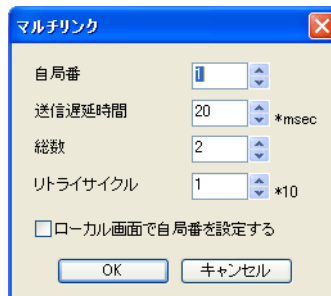 マルチリンク
自局番 1
送信遅延時間 20 *msec
総数 2
リトライサイクル 1 *10
ローカル画面で自局番を設定する
OK キャンセル